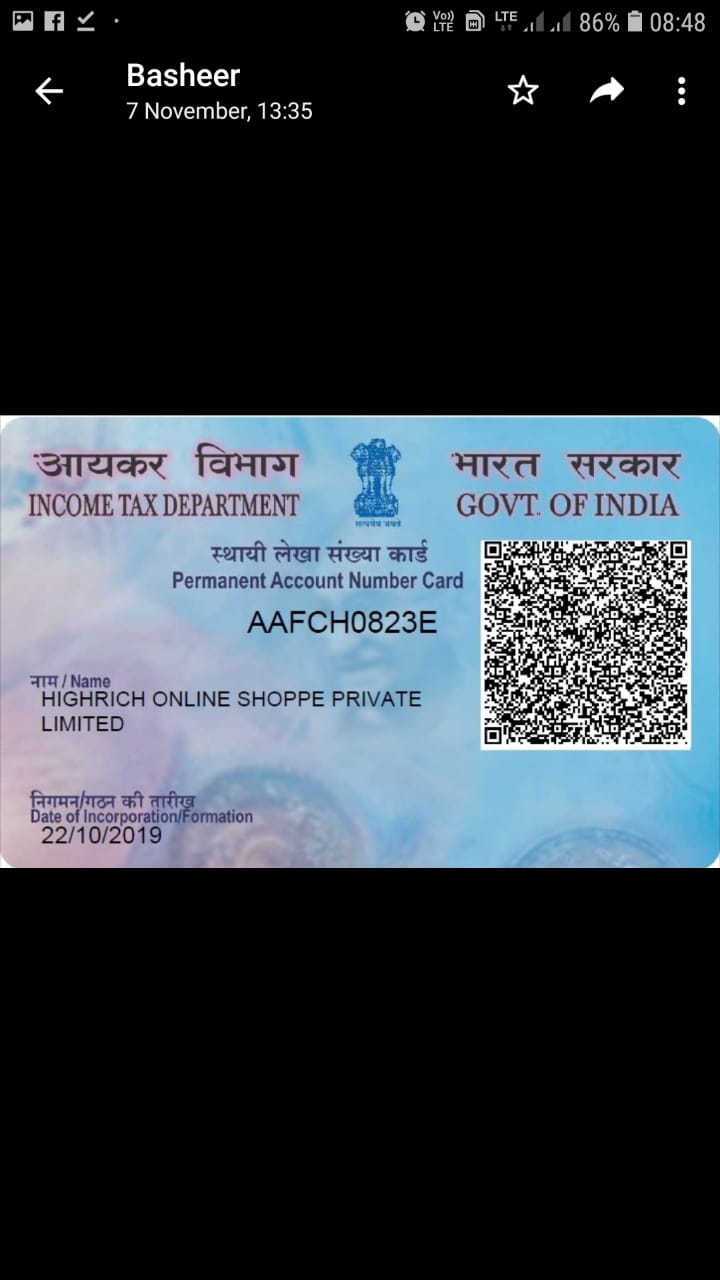 Vo)) LTE LTE 86% 08:48
Basheer
7 November, 13:35
आयकर विभाग
INCOME TAX DEPARTMENT
सत्यमेव जयते
भारत सरकार
GOVT. OF INDIA
स्थायी लेखा संख्या कार्ड
Permanent Account Number Card
AAFCH0823E
नाम / Name
HIGHRICH ONLINE SHOPPE PRIVATE
LIMITED
निगमन/गठन की तारीख
Date of Incorporation/Formation
22/10/2019